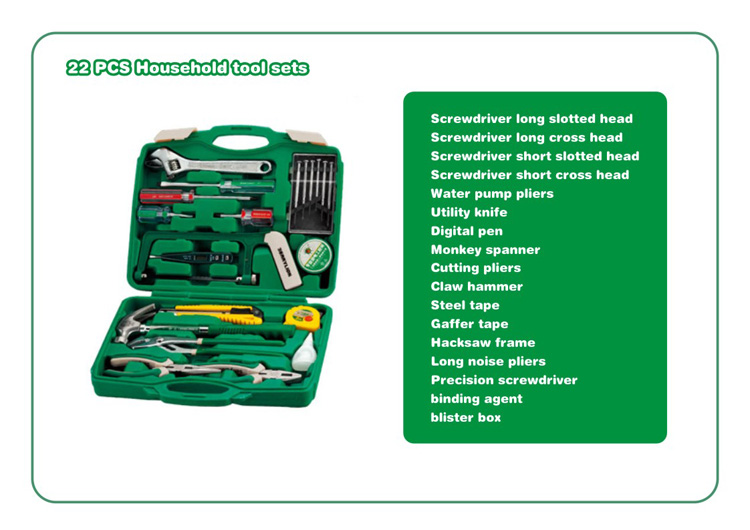 22 PCS Household tool sets
Screwdriver long slotted head
Screwdriver long cross head
Screwdriver short slotted head
Screwdriver short cross head
Water pump pliers
Utility knife
Digital pen
Monkey spanner
Cutting pliers
Claw hammer
Steel tape
Gaffer tape
Hacksaw frame
Long noise pliers
Precision screwdriver
binding agent
blister box